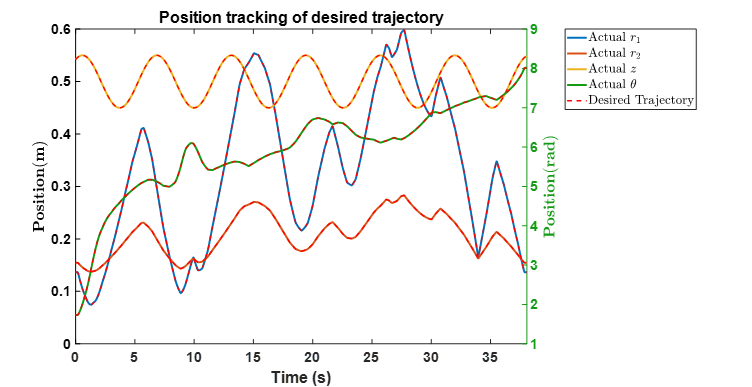 Position tracking of desired trajectory
Actual r₁
Actual r₂
Actual z
Actual θ
Desired Trajectory
Position(m)
0.6
0.5
0.4
0.3
0.2
0.1
0
9
8
7
6
5
4
3
2
1
Position(rad)
0 5 10 15 20 25 30 35
Time (s)